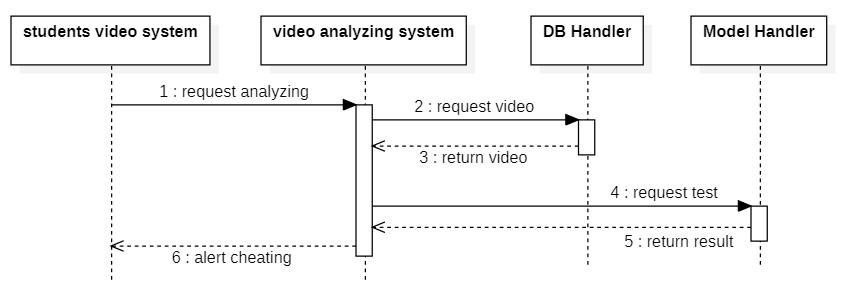 students video system
video analyzing system
DB Handler
Model Handler
1 : request analyzing
2 : request video
3 : return video
4 : request test
5 : return result
6 : alert cheating